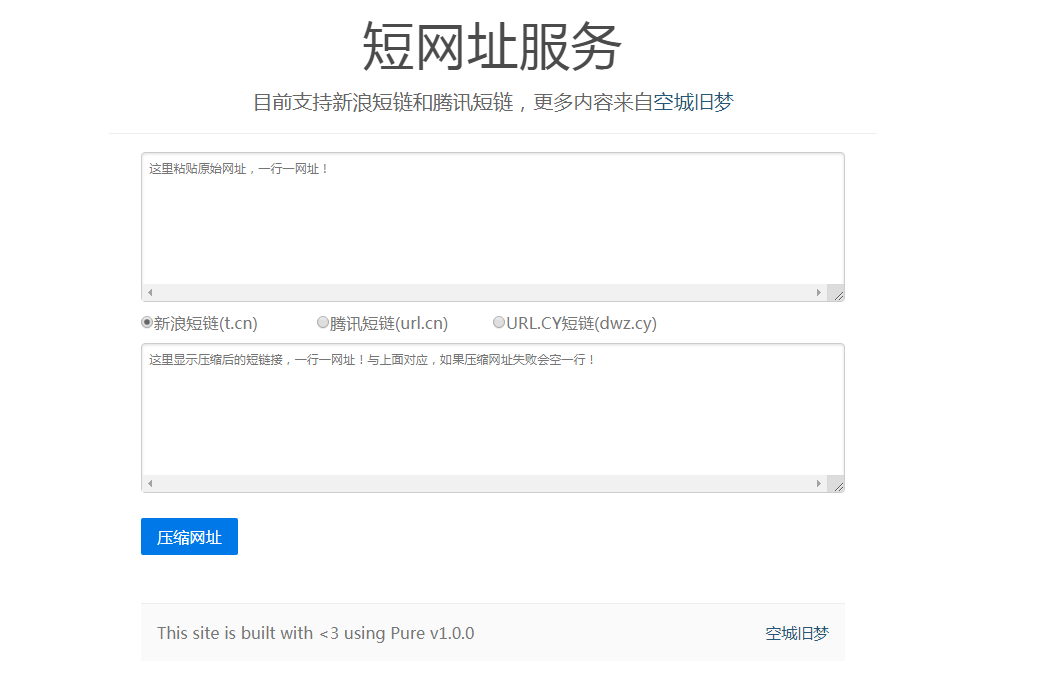 短网址服务
目前支持新浪短链和腾讯短链，更多内容来自空城旧梦
这里粘贴原始网址，一行一网址！
新浪短链(t.cn) 腾讯短链(url.cn) URL.CY短链(dwz.cy)
这里显示压缩后的短链接，一行一网址！与上面对应，如果压缩网址失败会空一行！
压缩网址
This site is built with <3 using Pure v1.0.0 空城旧梦